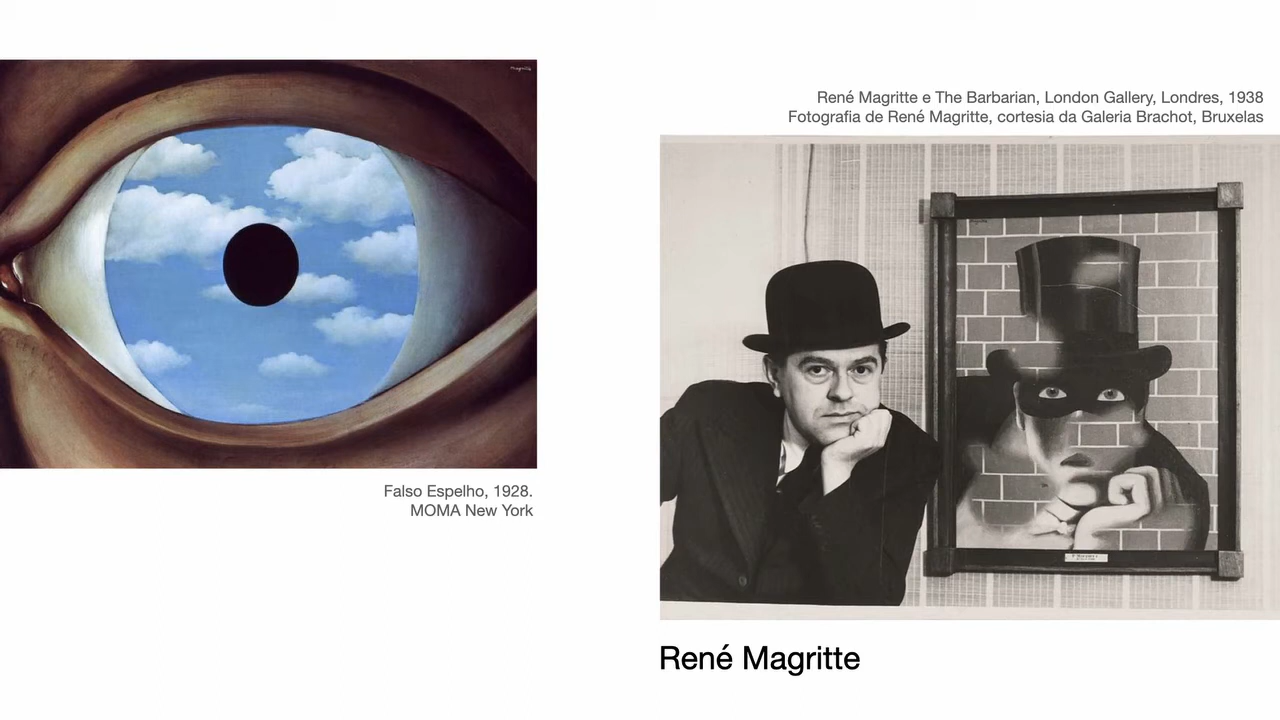 Magritte
Falso Espelho, 1928.
MOMA New York
René Magritte e The Barbarian, London Gallery, Londres, 1938
Fotografia de René Magritte, cortesia da Galeria Brachot, Bruxelas
René Magritte